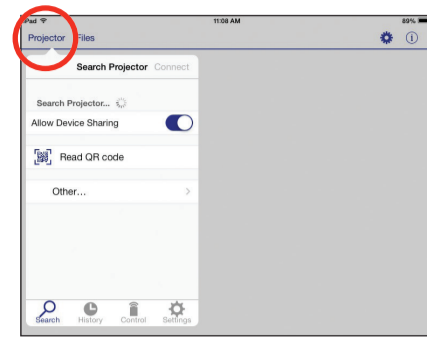 iPad 11:08 AM 89%
Projector Files
Search Projector Connect
Search Projector...
Allow Device Sharing
Read QR code
Other...
Search History Control Settings